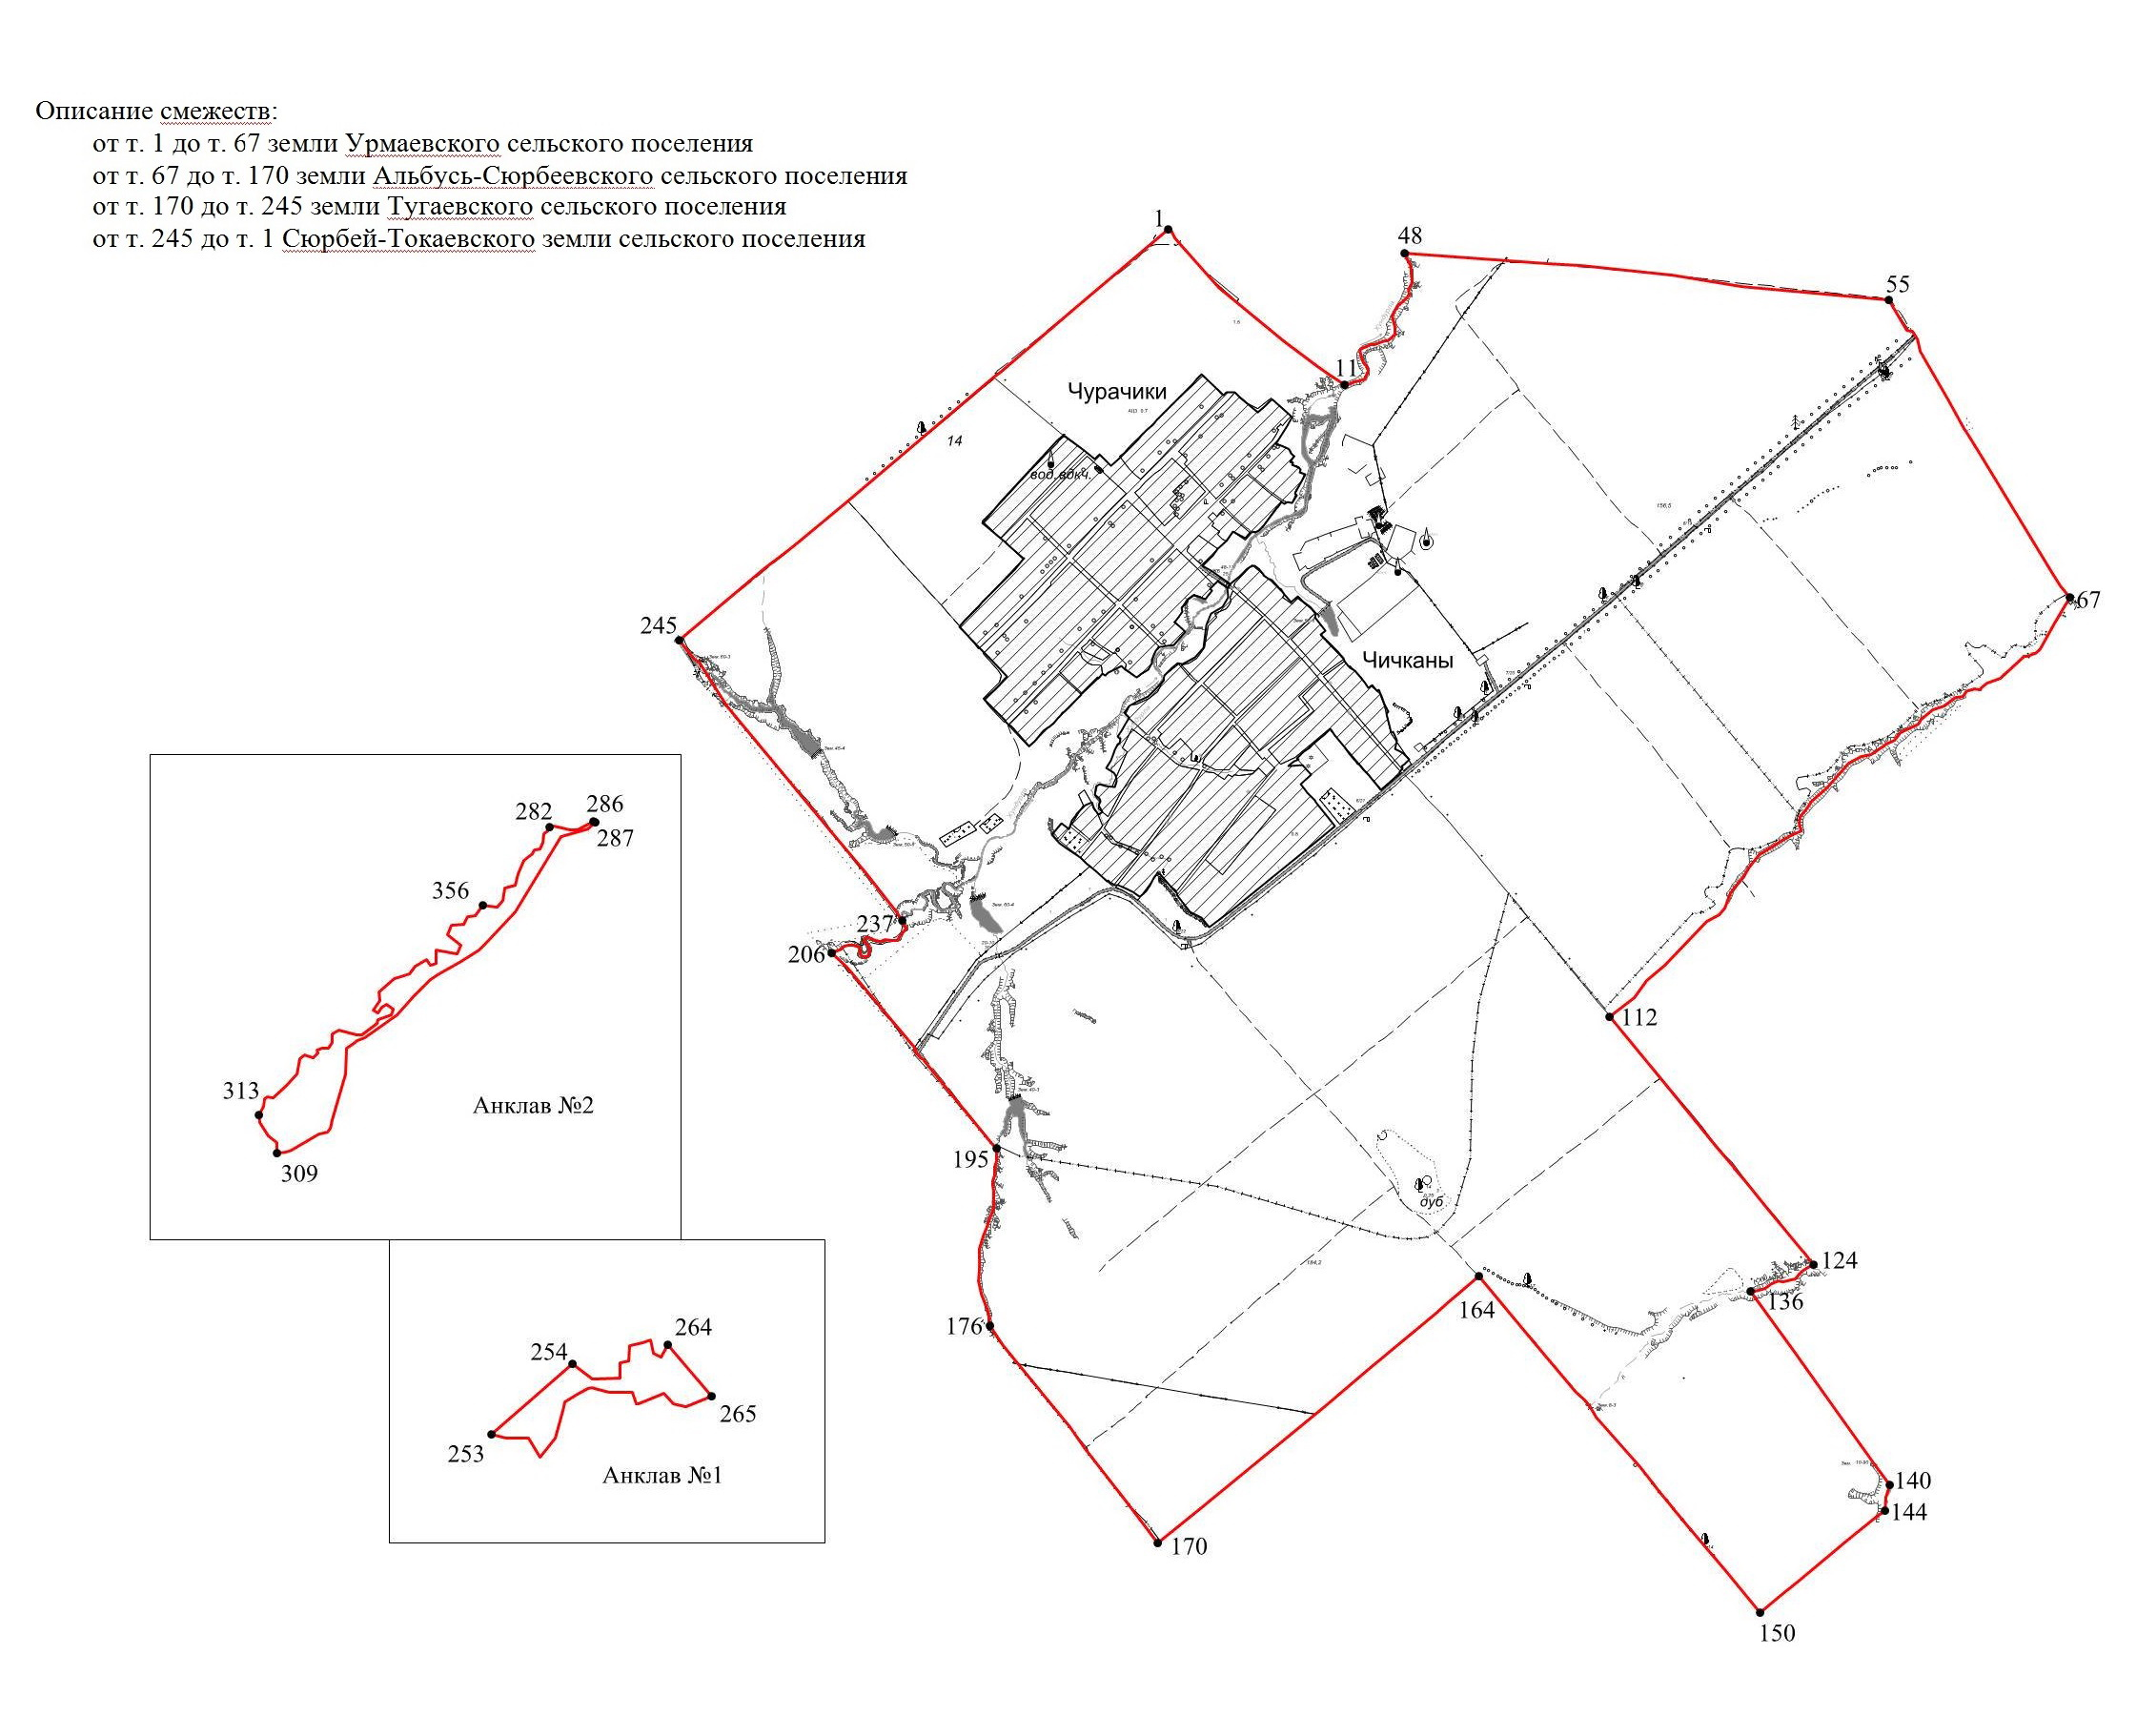 Описание смежеств:
от т. 1 до т. 67 земли Урмаевского сельского поселения
от т. 67 до т. 170 земли Альбусь-Сюрбеевского сельского поселения
от т. 170 до т. 245 земли Тугаевского сельского поселения
от т. 245 до т. 1 Сюрбей-Токаевского земли сельского поселения
1
48
55
11
Чурачики
14
вод.вдкч.
67
245
Чичканы
282
286
287
356
237
206
112
313
Анклав №2
309
195
дуб
124
136
164
176
264
254
265
253
Анклав №1
140
144
170
150